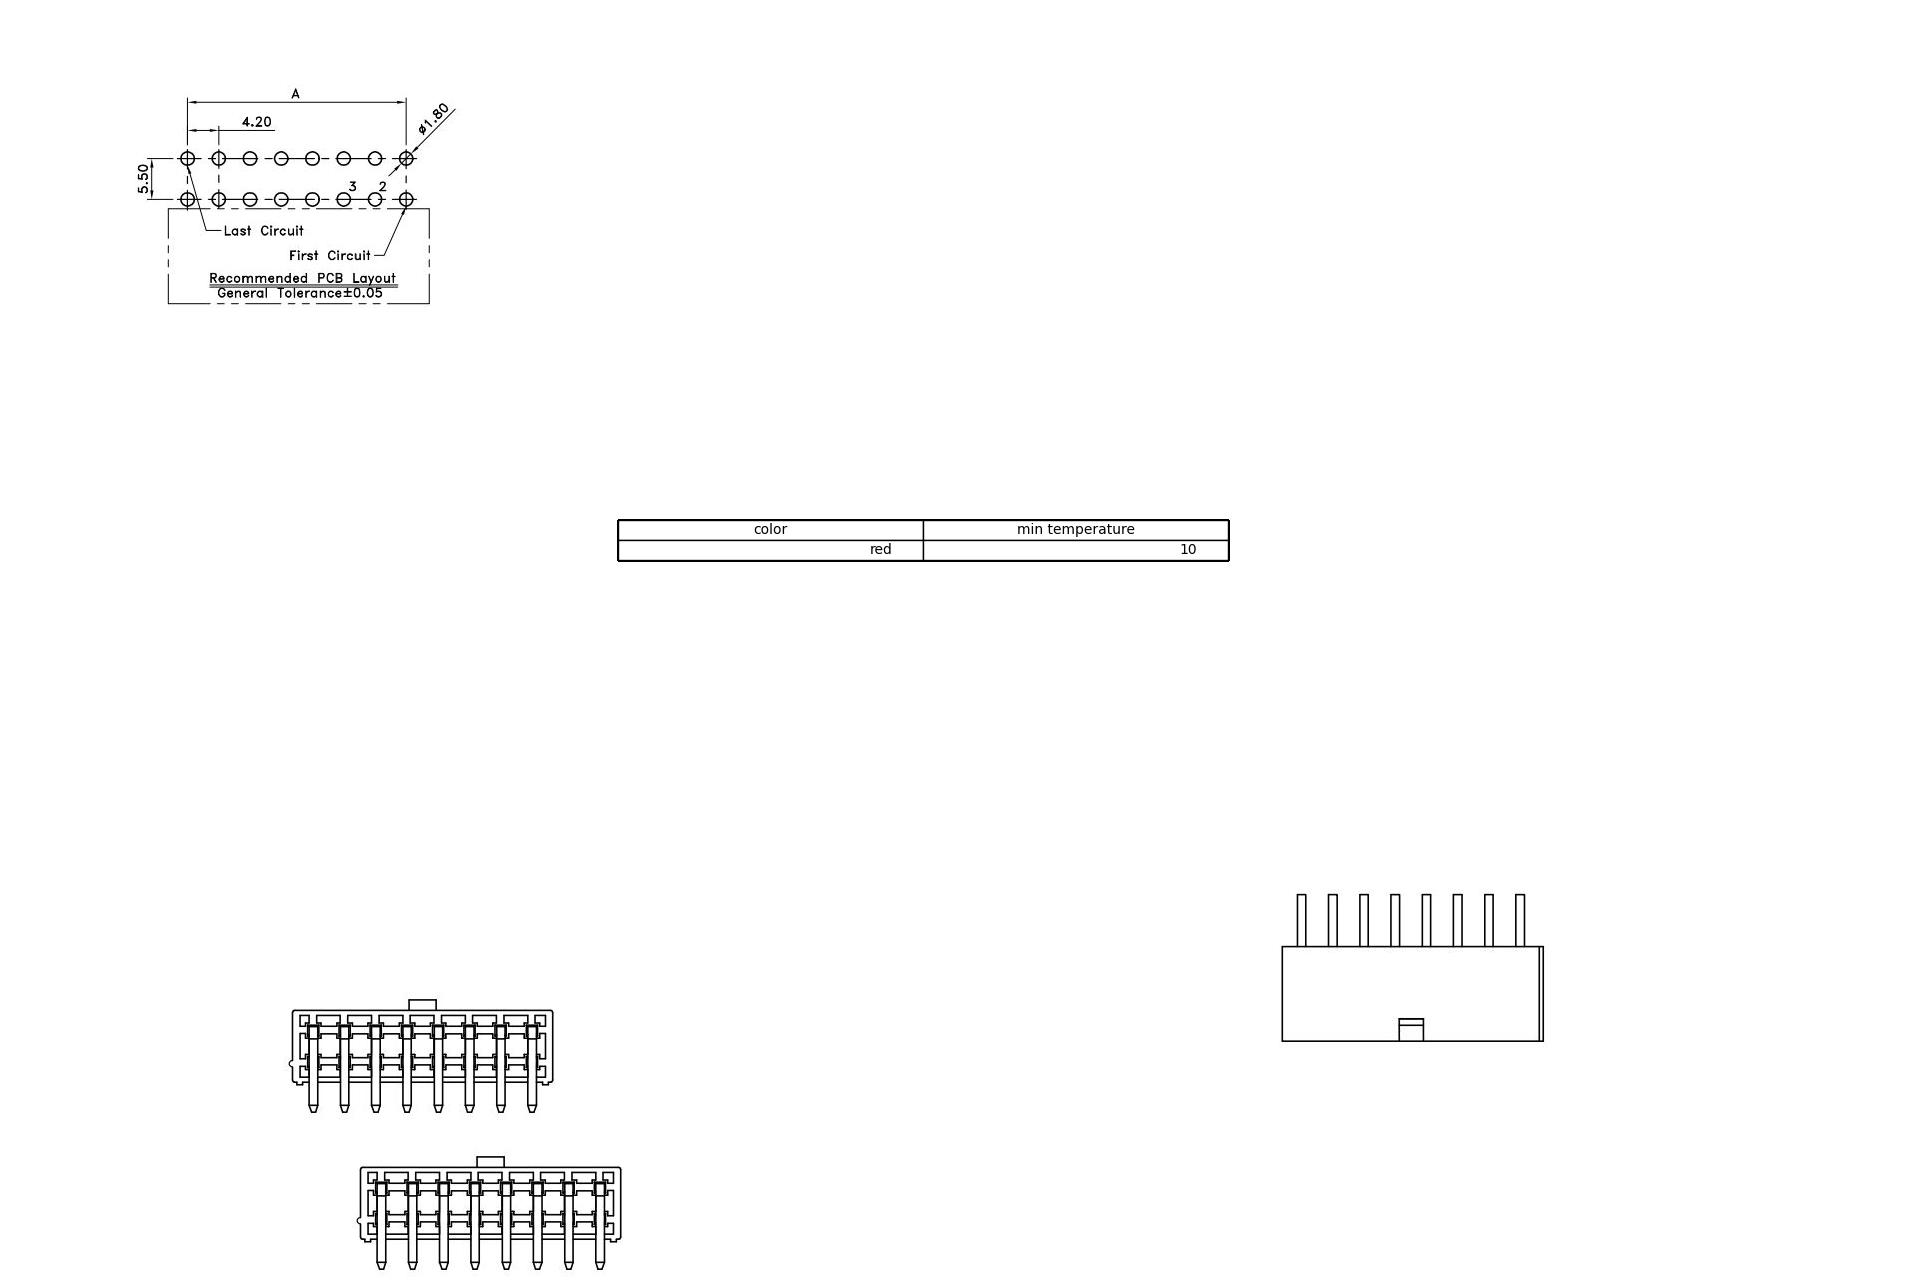 A
4.20
ø1.80
5.50
3 2
Last Circuit
First Circuit
Recommended PCB Layout
General Tolerance±0.05
color min temperature
red 10